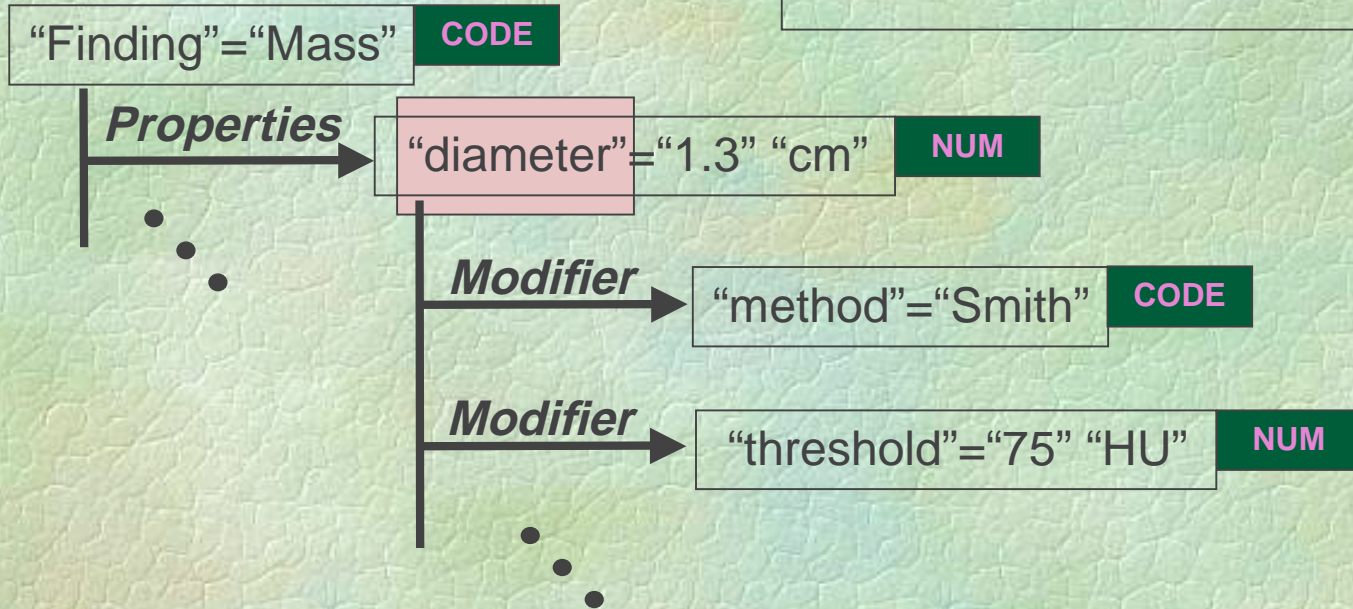 “Finding”=“Mass” CODE
Properties
“diameter”=“1.3” “cm” NUM
Modifier
“method”=“Smith” CODE
Modifier
“threshold”=“75” “HU” NUM